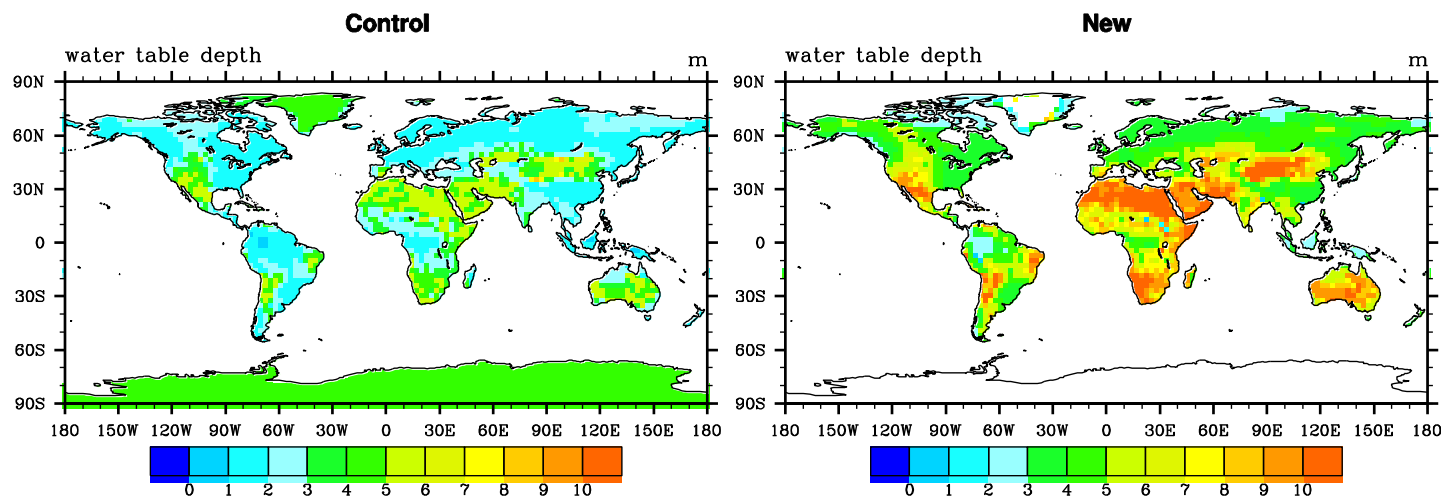 Control New
water table depth m water table depth m
90N 90N
60N 60N
30N 30N
0 0
30S 30S
60S 60S
90S 90S
180 150W 120W 90W 60W 30W 0 30E 60E 90E 120E 150E 180 180 150W 120W 90W 60W 30W 0 30E 60E 90E 120E 150E 180
0 1 2 3 4 5 6 7 8 9 10 0 1 2 3 4 5 6 7 8 9 10